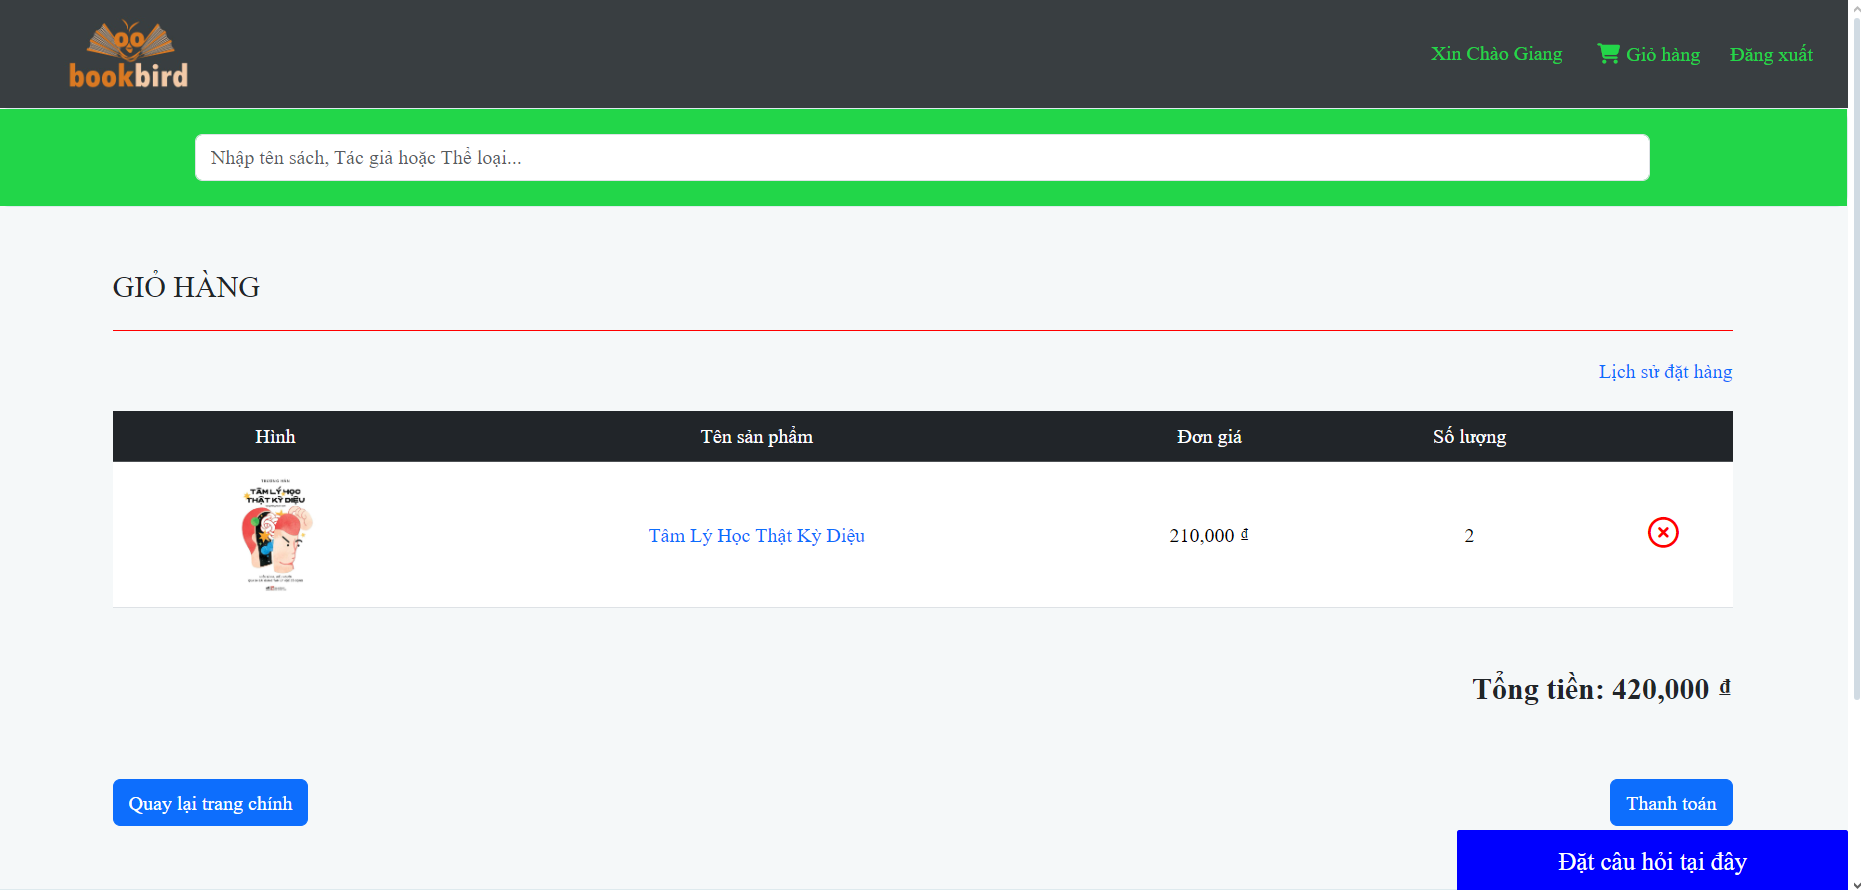 bookbird
Xin Chào Giang
Giỏ hàng
Đăng xuất
Nhập tên sách, Tác giả hoặc Thể loại...
GIỎ HÀNG
Lịch sử đặt hàng
Hình Tên sản phẩm Đơn giá Số lượng
TÂM LÝ HỌC
THẬT KỲ DIỆU
Tâm Lý Học Thật Kỳ Diệu 210,000 ₫ 2
Tổng tiền: 420,000 ₫
Quay lại trang chính
Thanh toán
Đặt câu hỏi tại đây